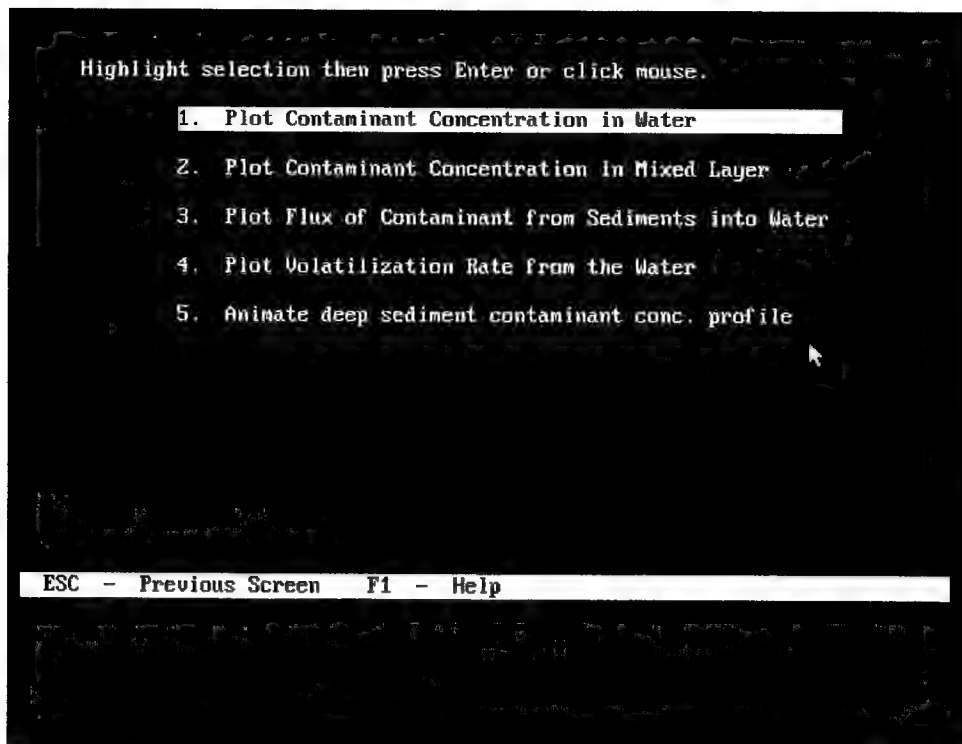 Highlight selection then press Enter or click mouse.
1. Plot Contaminant Concentration in Water
2. Plot Contaminant Concentration in Mixed Layer
3. Plot Flux of Contaminant from Sediments into Water
4. Plot Volatilization Rate from the Water
5. Animate deep sediment contaminant conc. profile
ESC – Previous Screen F1 – Help